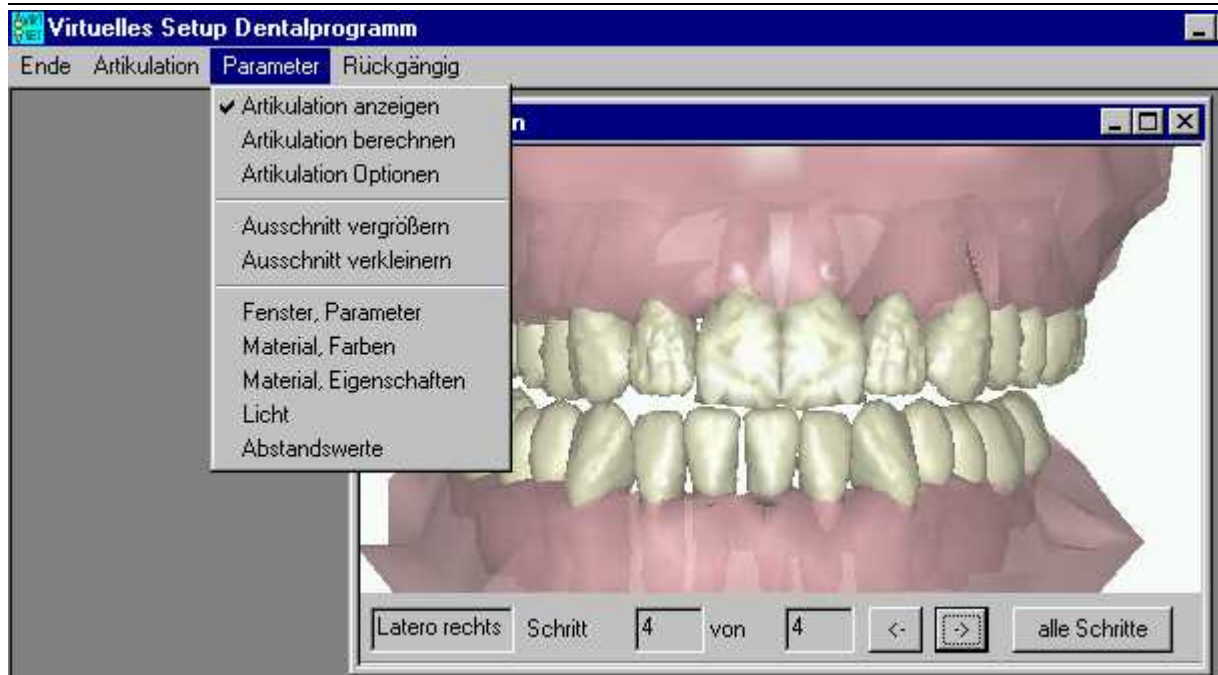 Virtuelles Setup Dentalprogramm
Ende Artikulation Parameter Rückgängig
Artikulation anzeigen
Artikulation berechnen
Artikulation Optionen
Ausschnitt vergrößern
Ausschnitt verkleinern
Fenster, Parameter
Material, Farben
Material, Eigenschaften
Licht
Abstandswerte
n
Latero rechts Schritt 4 von 4 <- -> alle Schritte